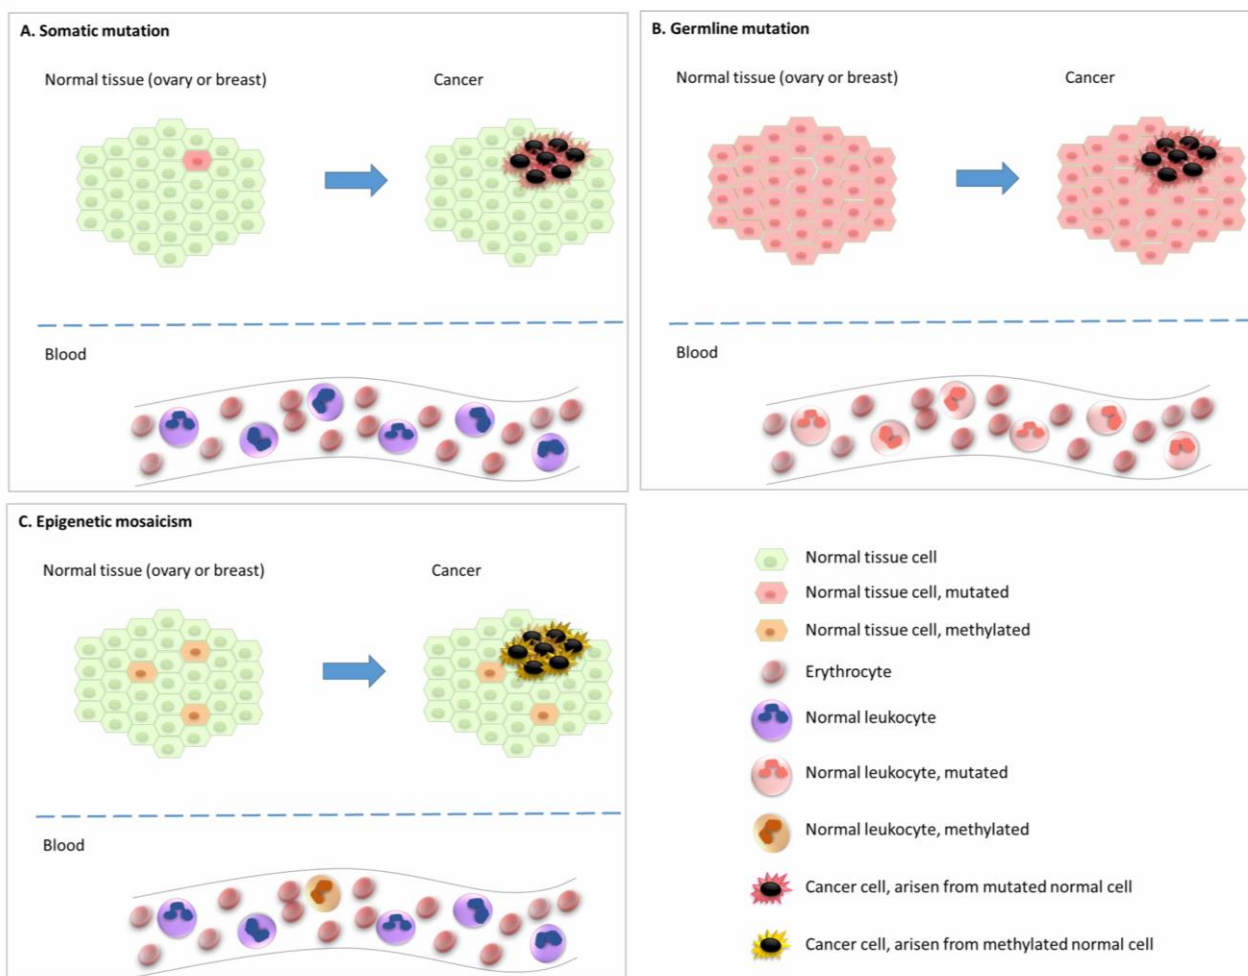 A. Somatic mutation
Normal tissue (ovary or breast)
Cancer
Blood
B. Germline mutation
Normal tissue (ovary or breast)
Cancer
Blood
C. Epigenetic mosaicism
Normal tissue (ovary or breast)
Cancer
Blood
Normal tissue cell
Normal tissue cell, mutated
Normal tissue cell, methylated
Erythrocyte
Normal leukocyte
Normal leukocyte, mutated
Normal leukocyte, methylated
Cancer cell, arisen from mutated normal cell
Cancer cell, arisen from methylated normal cell